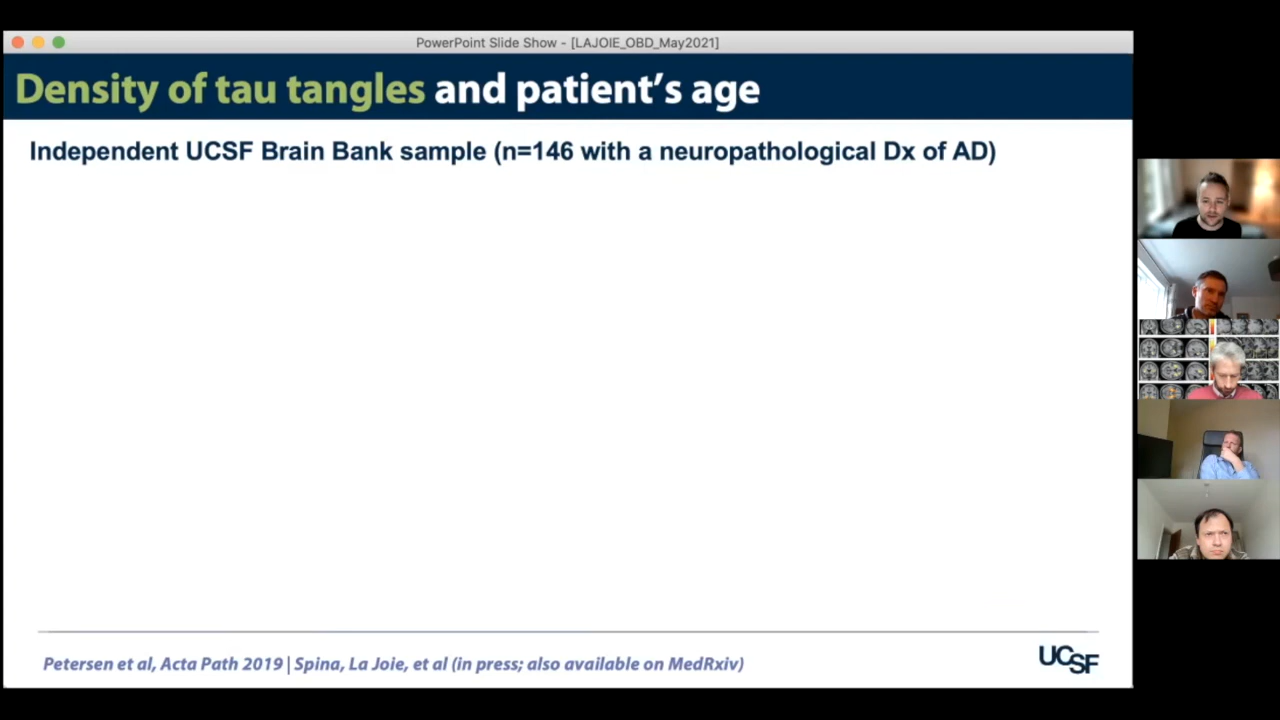 PowerPoint Slide Show - [LAJOIE_OBD_May2021]
Density of tau tangles and patient's age
Independent UCSF Brain Bank sample (n=146 with a neuropathological Dx of AD)
Petersen et al, Acta Path 2019 | Spina, La Joie, et al (in press; also available on MedRxiv)
UCSF